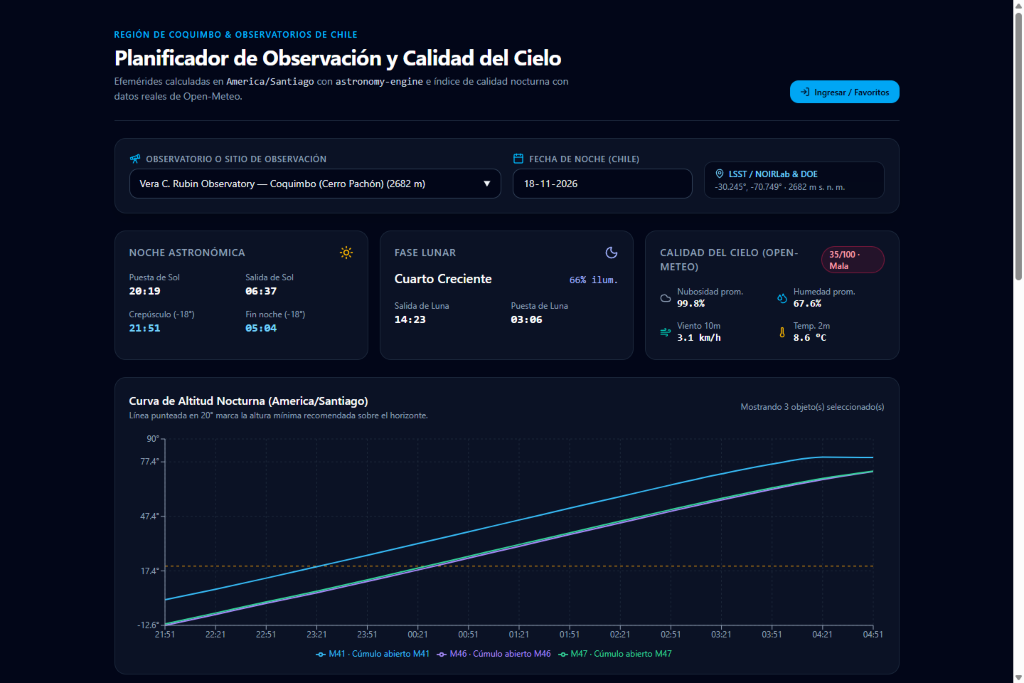 REGIÓN DE COQUIMBO & OBSERVATORIOS DE CHILE
Planificador de Observación y Calidad del Cielo
Efemérides calculadas en America/Santiago con astronomy-engine e índice de calidad nocturna con
datos reales de Open-Meteo.
Ingresar / Favoritos
OBSERVATORIO O SITIO DE OBSERVACIÓN
Vera C. Rubin Observatory — Coquimbo (Cerro Pachón) (2682 m)
FECHA DE NOCHE (CHILE)
18-11-2026
LSST / NOIRLab & DOE
-30.245°, -70.749° · 2682 m s. n. m.
NOCHE ASTRONÓMICA
Puesta de Sol
20:19
Salida de Sol
06:37
Crepúsculo (-18°)
21:51
Fin noche (-18°)
05:04
FASE LUNAR
Cuarto Creciente
66% ilum.
Salida de Luna
14:23
Puesta de Luna
03:06
CALIDAD DEL CIELO (OPEN-
METEO)
35/100 ·
Mala
Nubosidad prom.
99.8%
Humedad prom.
67.6%
Viento 10m
3.1 km/h
Temp. 2m
8.6 °C
Curva de Altitud Nocturna (America/Santiago)
Línea punteada en 20° marca la altura mínima recomendada sobre el horizonte.
Mostrando 3 objeto(s) seleccionado(s)
90°
77.4°
47.4°
17.4°
-12.6°
21:51 22:21 22:51 23:21 23:51 00:21 00:51 01:21 01:51 02:21 02:51 03:21 03:51 04:21 04:51
M41 · Cúmulo abierto M41 M46 · Cúmulo abierto M46 M47 · Cúmulo abierto M47